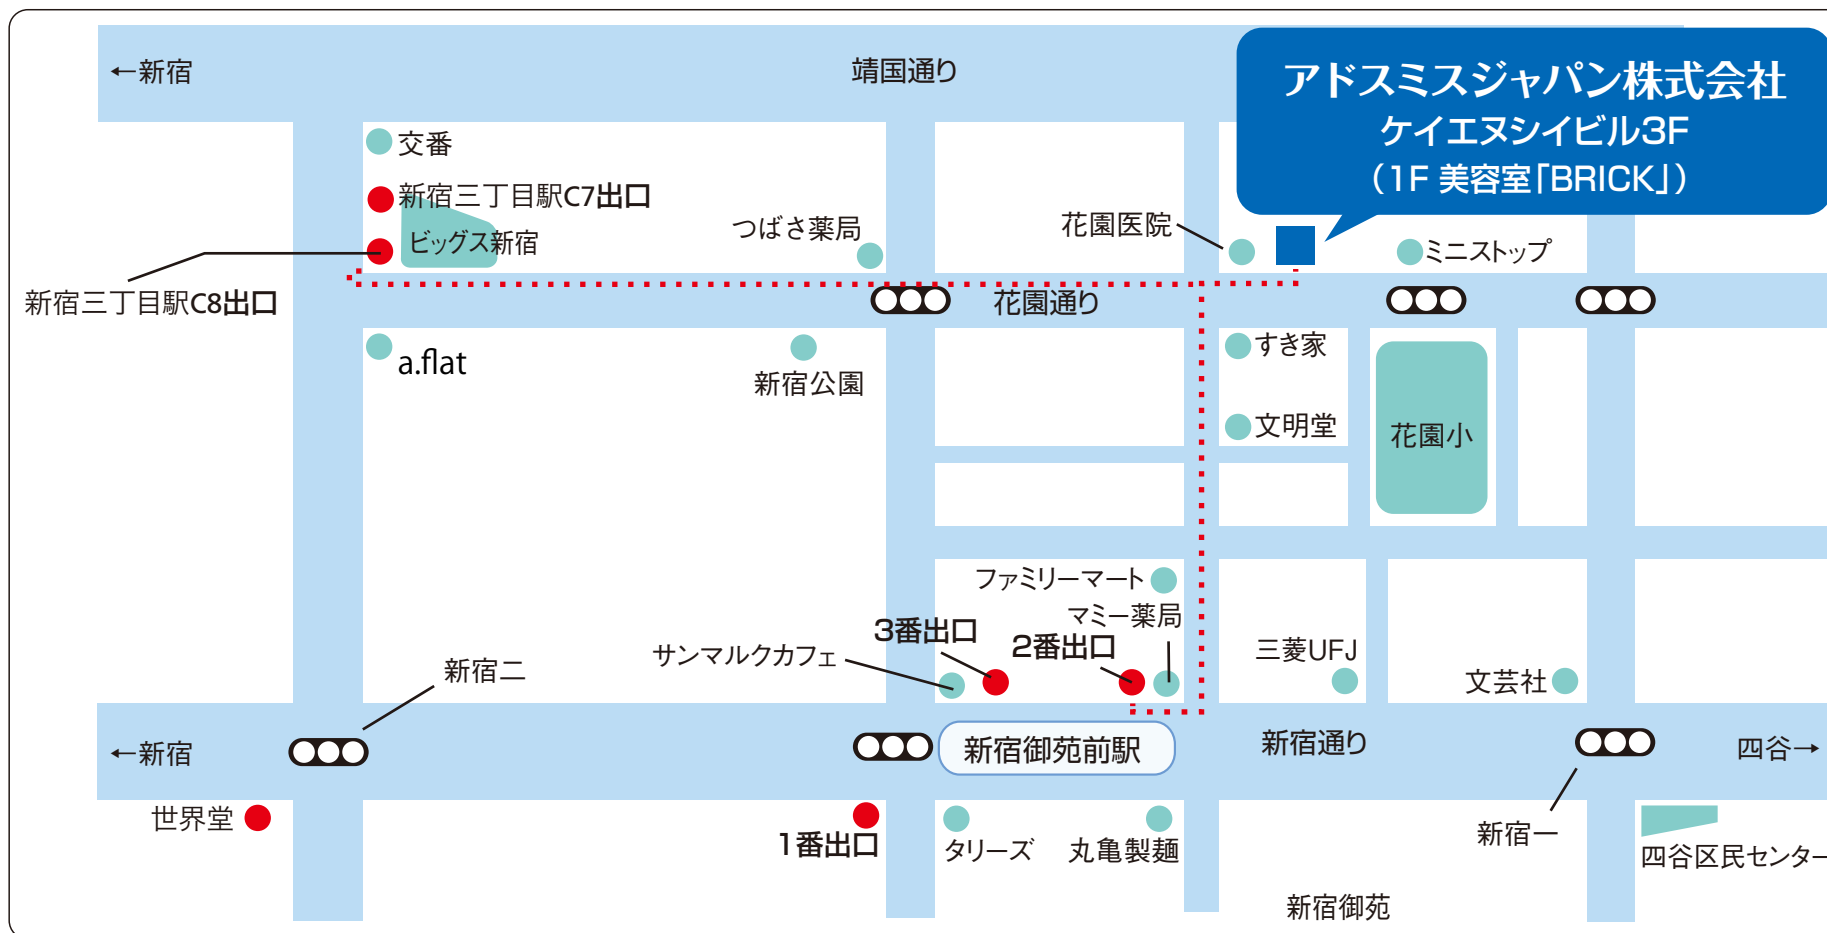 ←新宿
靖国通り
アドスミスジャパン株式会社
ケイエヌシイビル3F
(1F 美容室「BRICK」)
交番
新宿三丁目駅C7出口
ビッグス新宿
つばさ薬局
花園医院
ミニストップ
新宿三丁目駅C8出口
花園通り
a.flat
新宿公園
すき家
文明堂
花園小
ファミリーマート
マミー薬局
3番出口
2番出口
サンマルクカフェ
三菱UFJ
新宿二
文芸社
←新宿
新宿御苑前駅
新宿通り
四谷→
世界堂
1番出口
タリーズ
丸亀製麺
新宿一
四谷区民センター
新宿御苑